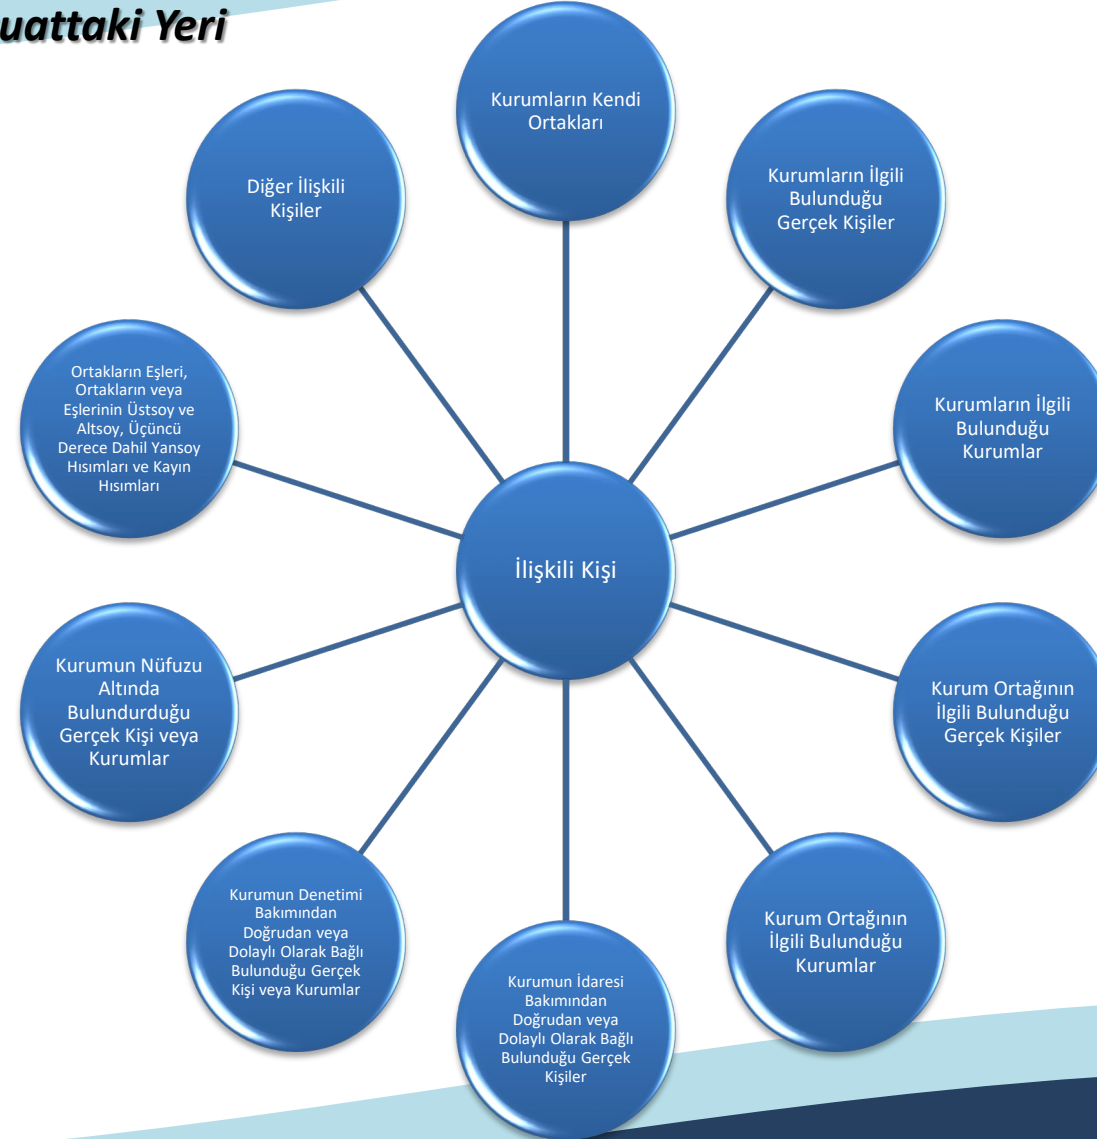 uattaki Yeri
Kurumların Kendi
Ortakları
Kurumların İlgili
Bulunduğu
Gerçek Kişiler
Kurumların İlgili
Bulunduğu
Kurumlar
Kurum Ortağının
İlgili Bulunduğu
Gerçek Kişiler
Kurum Ortağının
İlgili Bulunduğu
Kurumlar
Kurumun İdaresi
Bakımından
Doğrudan veya
Dolaylı Olarak Bağlı
Bulunduğu Gerçek
Kişiler
Kurumun Denetimi
Bakımından
Doğrudan veya
Dolaylı Olarak Bağlı
Bulunduğu Gerçek
Kişi veya Kurumlar
Kurumun Nüfuzu
Altında
Bulundurduğu
Gerçek Kişi veya
Kurumlar
Ortakların Eşleri,
Ortakların veya
Eşlerinin Üstsoy ve
Altsoy, Üçüncü
Derece Dahil Yansoy
Hısımları ve Kayın
Hısımları
Diğer İlişkili
Kişiler
İlişkili Kişi